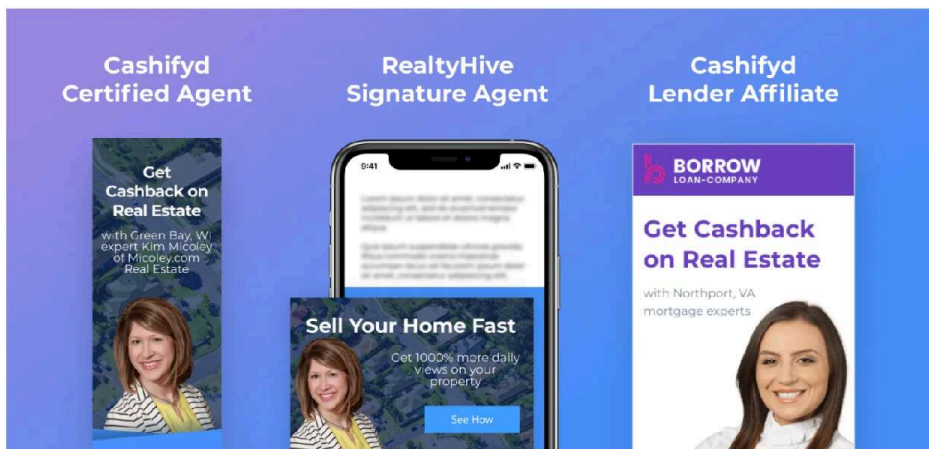 Cashifyd
Certified Agent
RealtyHive
Signature Agent
Cashifyd
Lender Affiliate
Get
Cashback on
Real Estate
with Green Bay, WI
expert Kim Micoley
of Micoley.com
Real Estate
9:41
Sell Your Home Fast
Get 1000% more daily
views on your
property
See How
BORROW
LOAN-COMPANY
Get Cashback
on Real Estate
with Northport, VA
mortgage experts